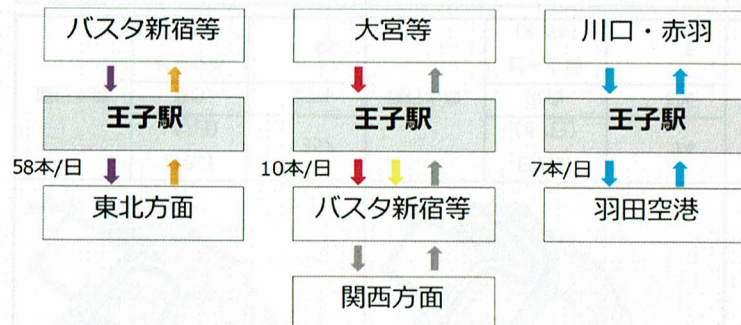 バスタ新宿等
王子駅
58本/日
東北方面
大宮等
王子駅
10本/日
バスタ新宿等
関西方面
川口・赤羽
王子駅
7本/日
羽田空港